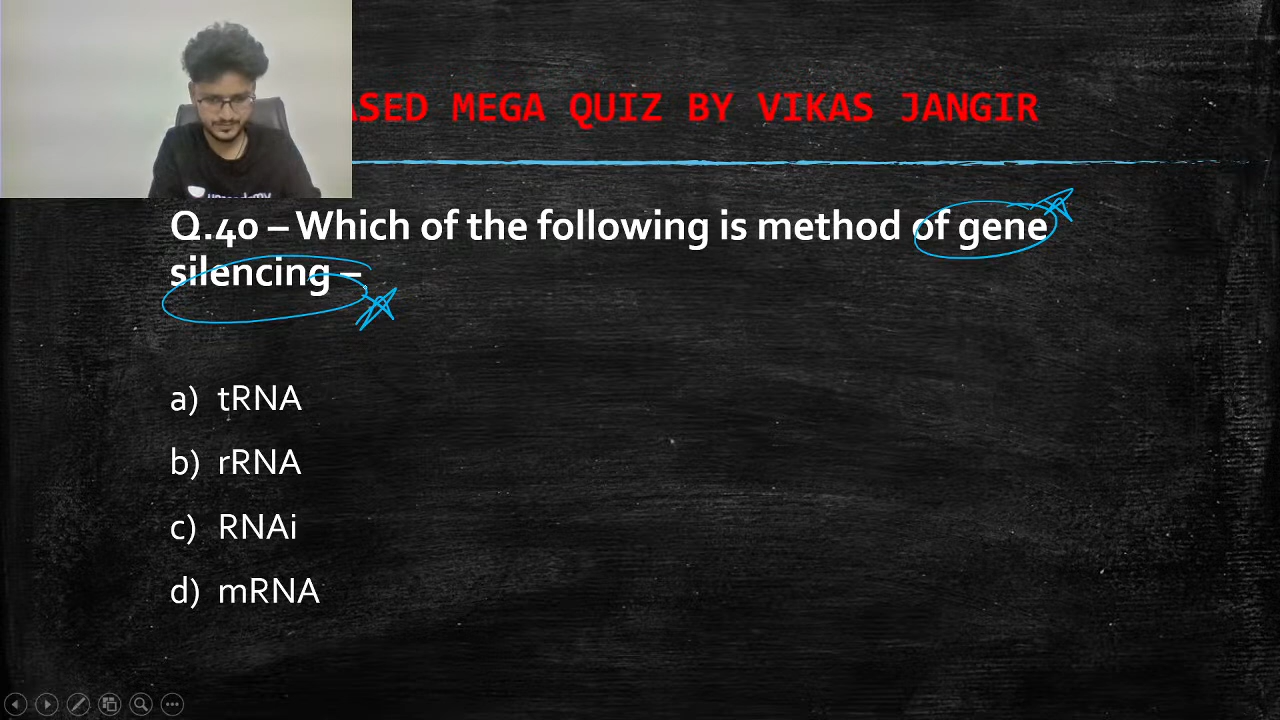 ASED MEGA QUIZ BY VIKAS JANGIR
Q.40 – Which of the following is method of gene
silencing –
a) tRNA
b) rRNA
c) RNAi
d) mRNA